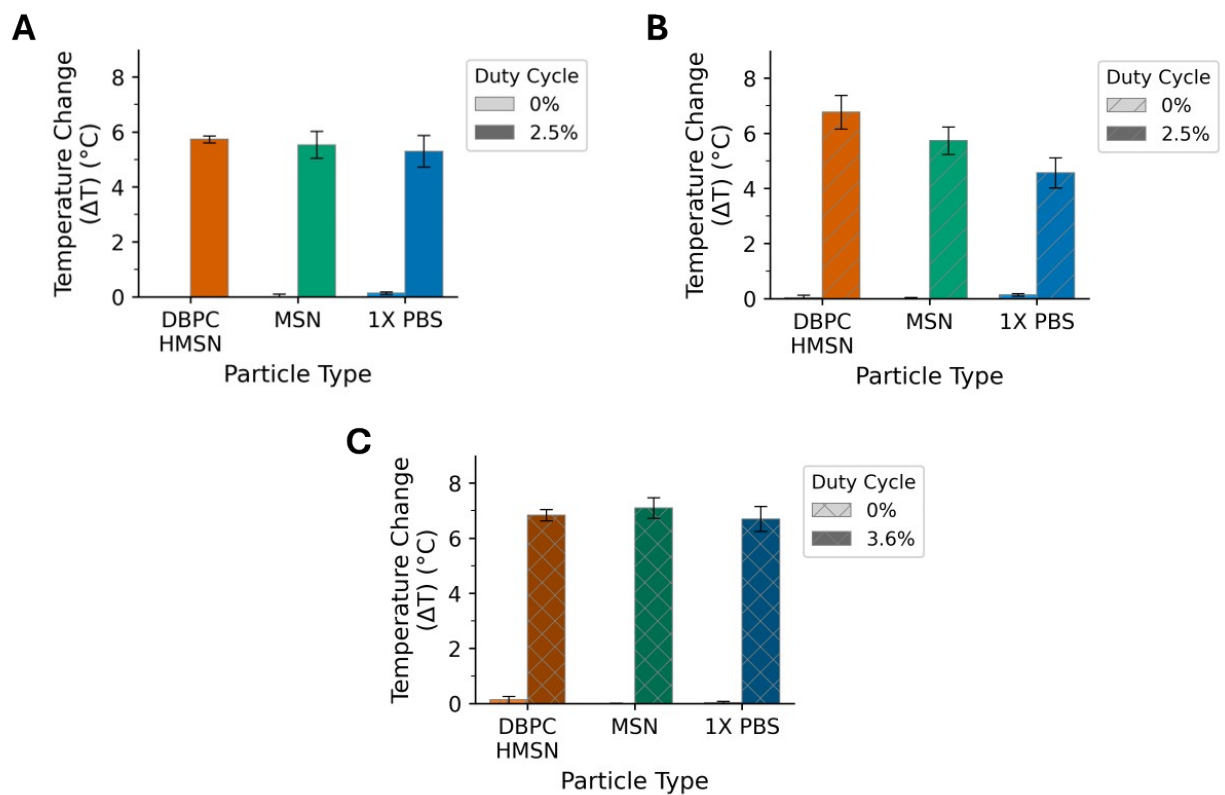 A
Temperature Change
(ΔT) (°C)
8
6
4
2
0
DBPC
HMSN
MSN
1X PBS
Particle Type
Duty Cycle
0%
2.5%
B
Temperature Change
(ΔT) (°C)
8
6
4
2
0
DBPC
HMSN
MSN
1X PBS
Particle Type
Duty Cycle
0%
2.5%
C
Temperature Change
(ΔT) (°C)
8
6
4
2
0
DBPC
HMSN
MSN
1X PBS
Particle Type
Duty Cycle
0%
3.6%